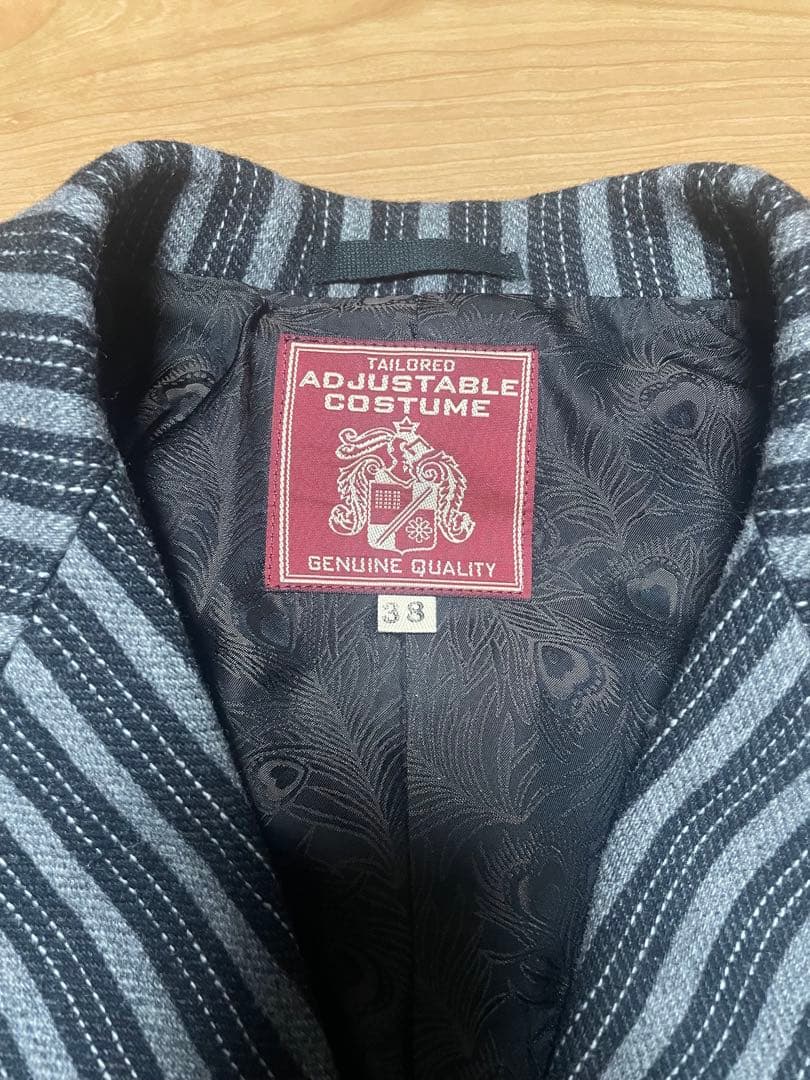 TAILORED
ADJUSTABLE
COSTUME
GENUINE QUALITY
38